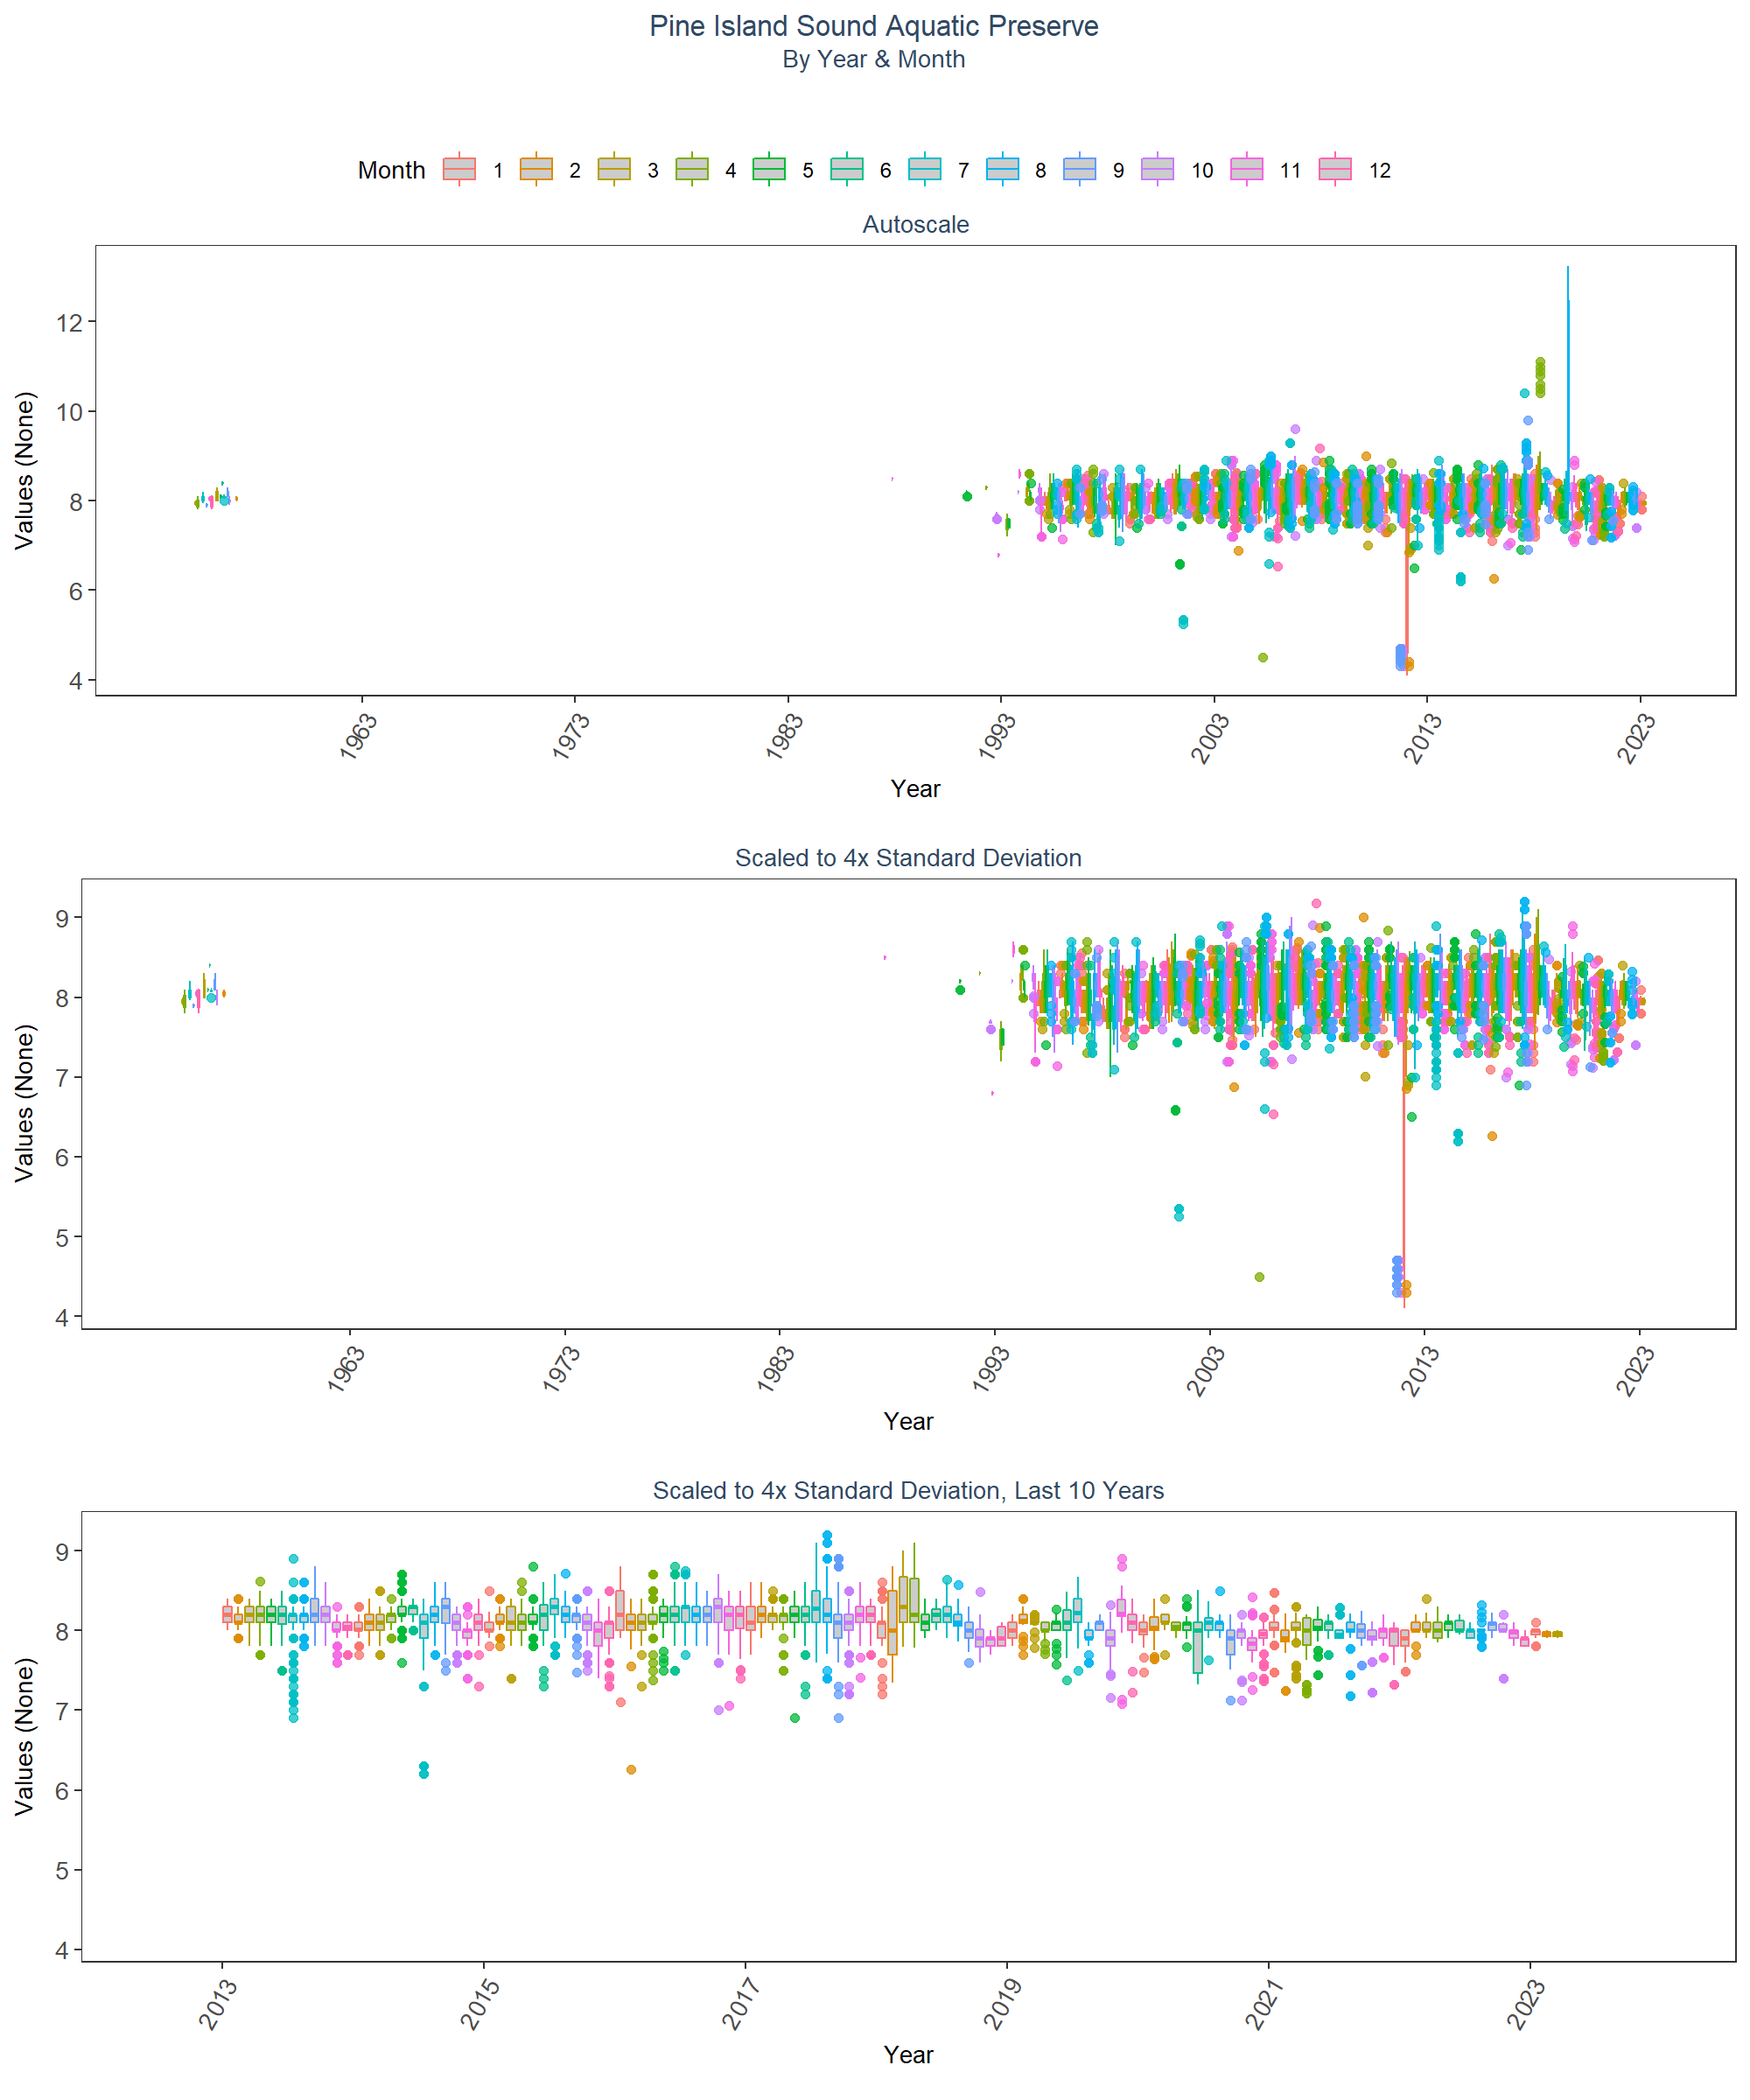 Pine Island Sound Aquatic Preserve
By Year & Month
Month 1 2 3 4 5 6 7 8 9 10 11 12
Autoscale
Values (None)
12
10
8
6
4
1963 1973 1983 1993 2003 2013 2023
Year
Scaled to 4x Standard Deviation
Values (None)
9
8
7
6
5
4
1963 1973 1983 1993 2003 2013 2023
Year
Scaled to 4x Standard Deviation, Last 10 Years
Values (None)
9
8
7
6
5
4
2013 2015 2017 2019 2021 2023
Year